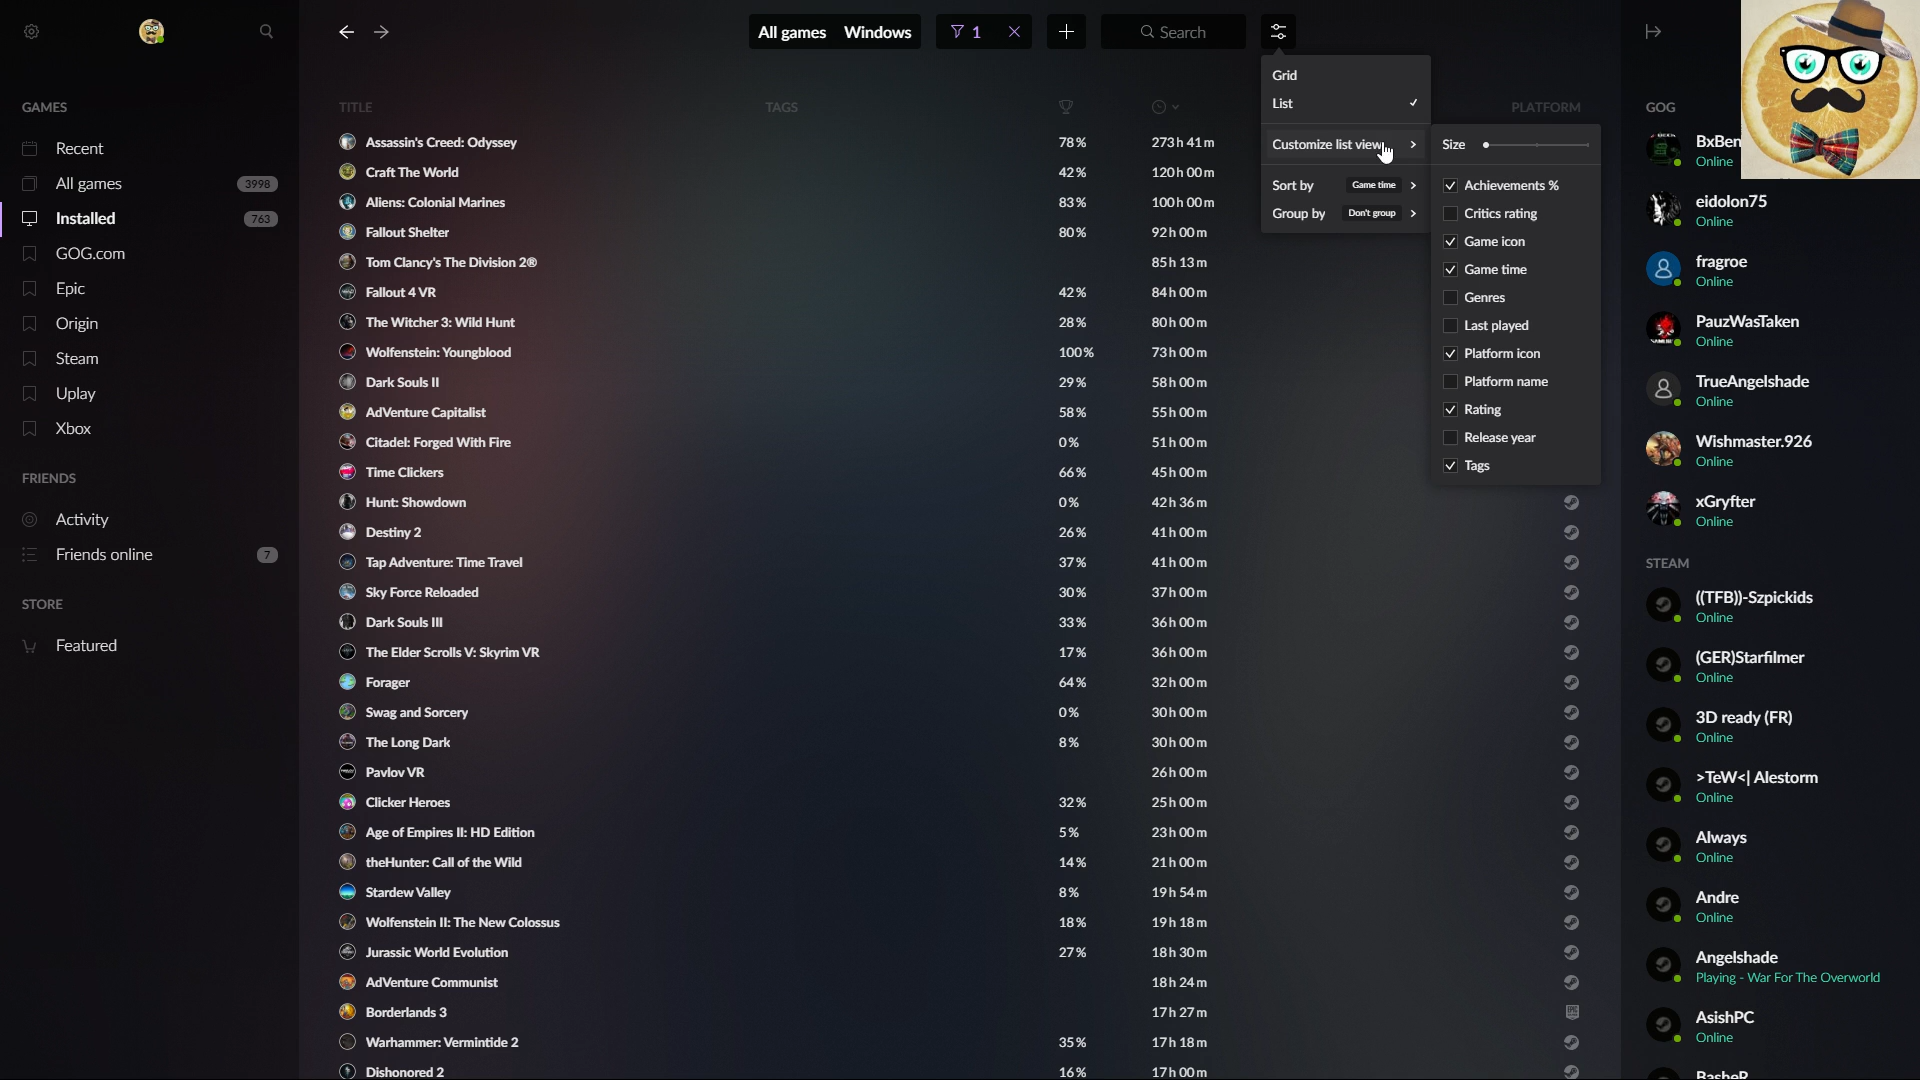 All games Windows 1 Search
GAMES
Recent
All games 3998
Installed 763
GOG.com
Epic
Origin
Steam
Uplay
Xbox
FRIENDS
Activity
Friends online 7
STORE
Featured
TITLE TAGS PLATFORM
Assassin's Creed: Odyssey 78% 273h 41m
Craft The World 42% 120h 00m
Aliens: Colonial Marines 83% 100h 00m
Fallout Shelter 80% 92h 00m
Tom Clancy's The Division 2® 85h 13m
Fallout 4 VR 42% 84h 00m
The Witcher 3: Wild Hunt 28% 80h 00m
Wolfenstein: Youngblood 100% 73h 00m
Dark Souls II 29% 58h 00m
AdVenture Capitalist 58% 55h 00m
Citadel: Forged With Fire 0% 51h 00m
Time Clickers 66% 45h 00m
Hunt: Showdown 0% 42h 36m
Destiny 2 26% 41h 00m
Tap Adventure: Time Travel 37% 41h 00m
Sky Force Reloaded 30% 37h 00m
Dark Souls III 33% 36h 00m
The Elder Scrolls V: Skyrim VR 17% 36h 00m
Forager 64% 32h 00m
Swag and Sorcery 0% 30h 00m
The Long Dark 8% 30h 00m
Pavlov VR 26h 00m
Clicker Heroes 32% 25h 00m
Age of Empires II: HD Edition 5% 23h 00m
theHunter: Call of the Wild 14% 21h 00m
Stardew Valley 8% 19h 54m
Wolfenstein II: The New Colossus 18% 19h 18m
Jurassic World Evolution 27% 18h 30m
AdVenture Communist 18h 24m
Borderlands 3 17h 27m
Warhammer: Vermintide 2 35% 17h 18m
Dishonored 2 16% 17h 00m
Grid
List
Customize list view
Sort by Game time
Group by Don't group
Size
Achievements %
Critics rating
Game icon
Game time
Genres
Last played
Platform icon
Platform name
Rating
Release year
Tags
GOG
BxBen
Online
eidolon75
Online
fragroe
Online
PauzWasTaken
Online
TrueAngelshade
Online
Wishmaster.926
Online
xGryfter
Online
STEAM
((TFB))-Szpickids
Online
(GER)Starfilmer
Online
3D ready (FR)
Online
>TeW<| Alestorm
Online
Always
Online
Andre
Online
Angelshade
Playing - War For The Overworld
AsishPC
Online